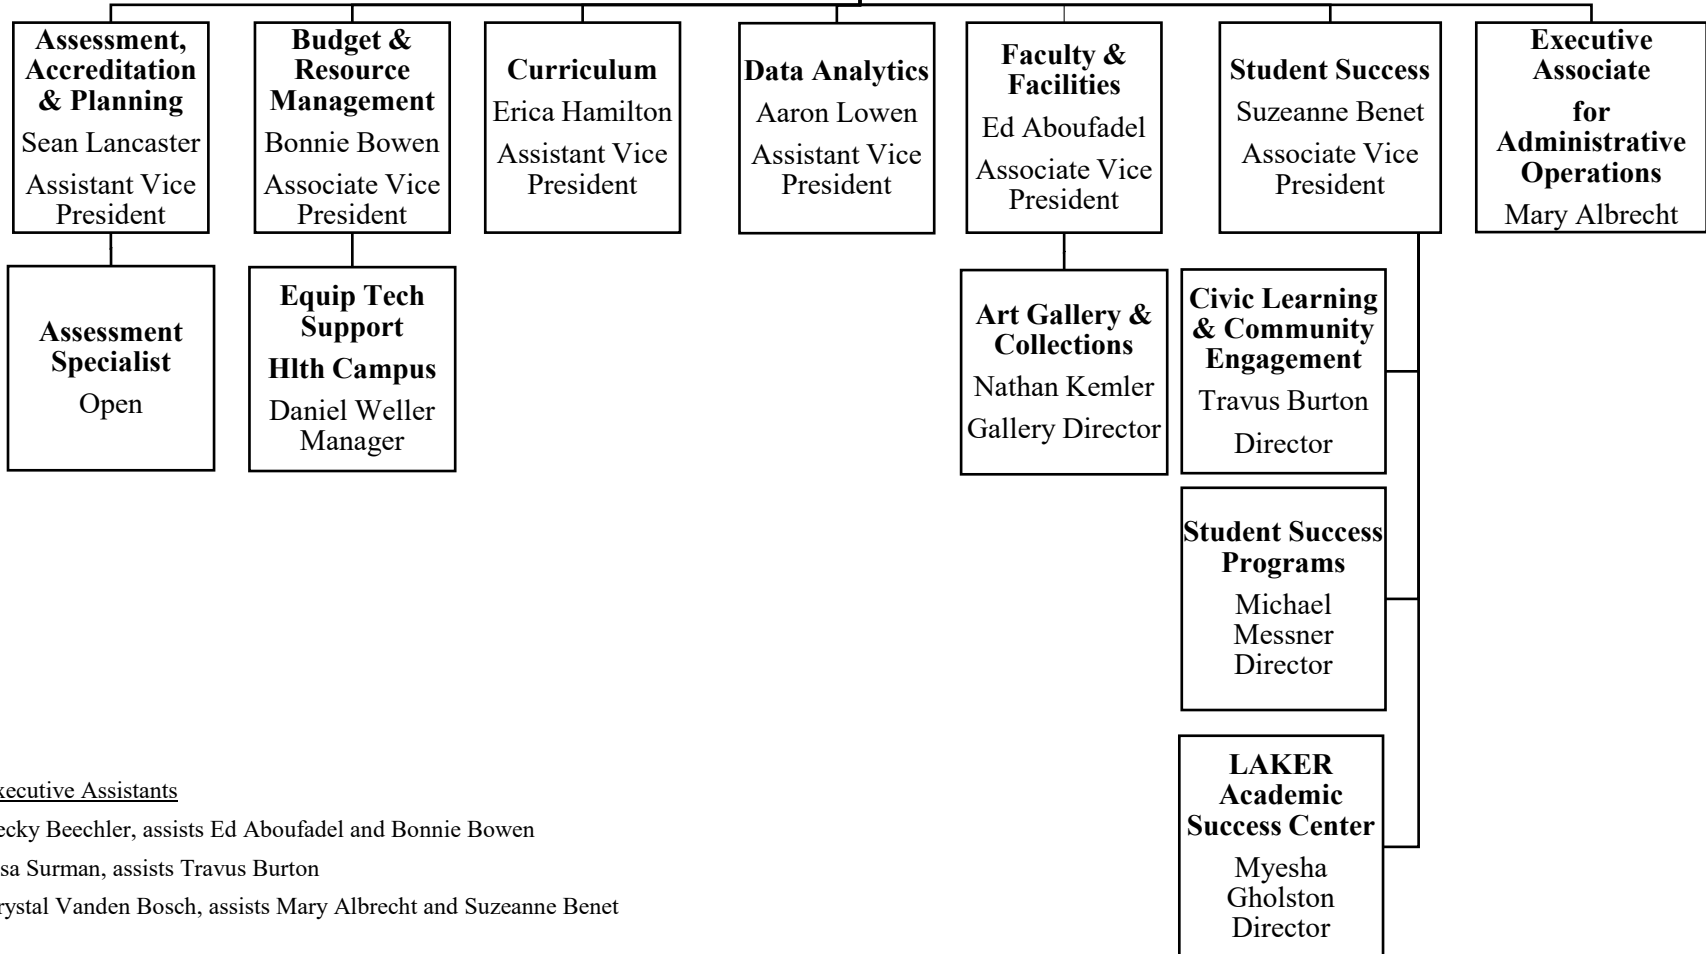 Assessment,
Accreditation
& Planning
Sean Lancaster
Assistant Vice
President
Budget &
Resource
Management
Bonnie Bowen
Associate Vice
President
Curriculum
Erica Hamilton
Assistant Vice
President
Data Analytics
Aaron Lowen
Assistant Vice
President
Faculty &
Facilities
Ed Aboufadel
Associate Vice
President
Student Success
Suzeanne Benet
Associate Vice
President
Executive
Associate
for
Administrative
Operations
Mary Albrecht
Assessment
Specialist
Open
Equip Tech
Support
Hlth Campus
Daniel Weller
Manager
Art Gallery &
Collections
Nathan Kemler
Gallery Director
Civic Learning
& Community
Engagement
Travus Burton
Director
Student Success
Programs
Michael
Messner
Director
LAKER
Academic
Success Center
Myesha
Gholston
Director
xecutive Assistants
ecky Beechler, assists Ed Aboufadel and Bonnie Bowen
sa Surman, assists Travus Burton
rystal Vanden Bosch, assists Mary Albrecht and Suzeanne Benet